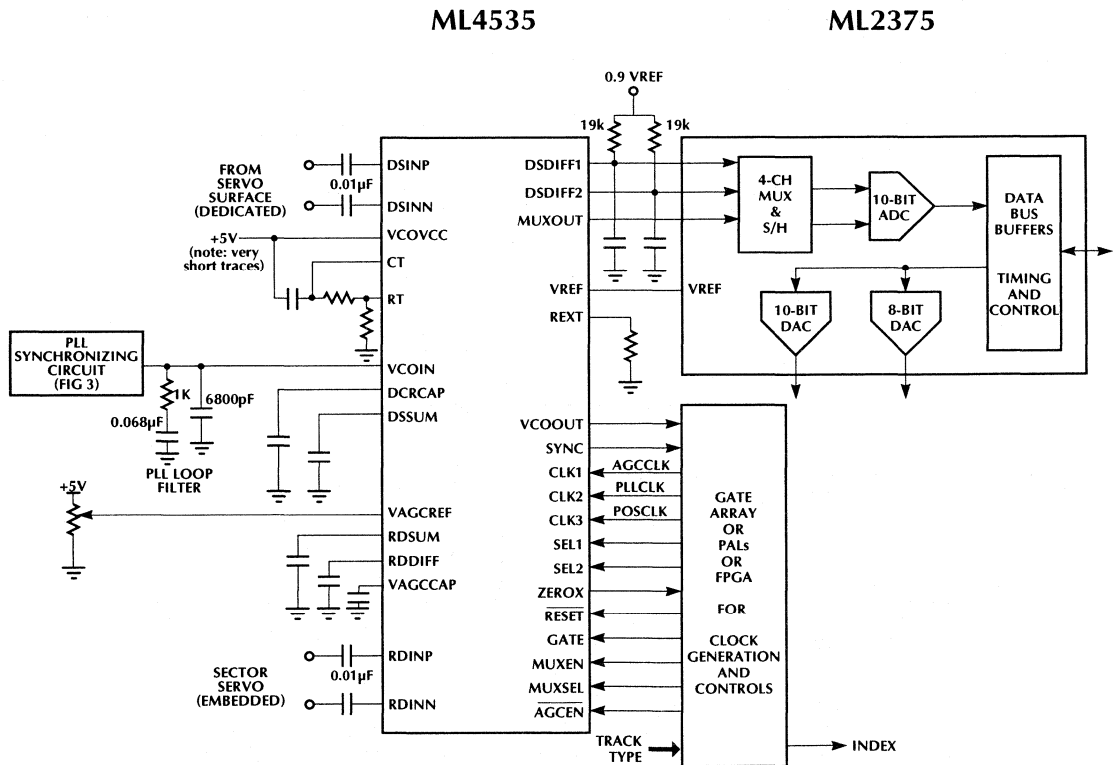 ML4535
ML2375
0.9 VREF
19k
19k
FROM
SERVO
SURFACE
(DEDICATED)
0.01µF
+5V
(note: very
short traces)
PLL
SYNCHRONIZING
CIRCUIT
(FIG 3)
1K
6800pF
0.068µF
PLL LOOP
FILTER
+5V
SECTOR
SERVO
(EMBEDDED)
0.01µF
DSINP
DSINN
VCOVCC
CT
RT
VCOIN
DCRCAP
DSSUM
VAGCREF
RDSUM
RDDIFF
VAGCCAP
RDINP
RDINN
DSDIFF1
DSDIFF2
MUXOUT
VREF
REXT
VCOOUT
SYNC
CLK1
CLK2
CLK3
SEL1
SEL2
ZEROX
RESET
GATE
MUXEN
MUXSEL
AGCEN
AGCCLK
PLLCLK
POSCLK
VREF
4-CH
MUX
&
S/H
10-BIT
ADC
DATA
BUS
BUFFERS
TIMING
AND
CONTROL
10-BIT
DAC
8-BIT
DAC
GATE
ARRAY
OR
PALs
OR
FPGA
FOR
CLOCK
GENERATION
AND
CONTROLS
TRACK
TYPE
INDEX